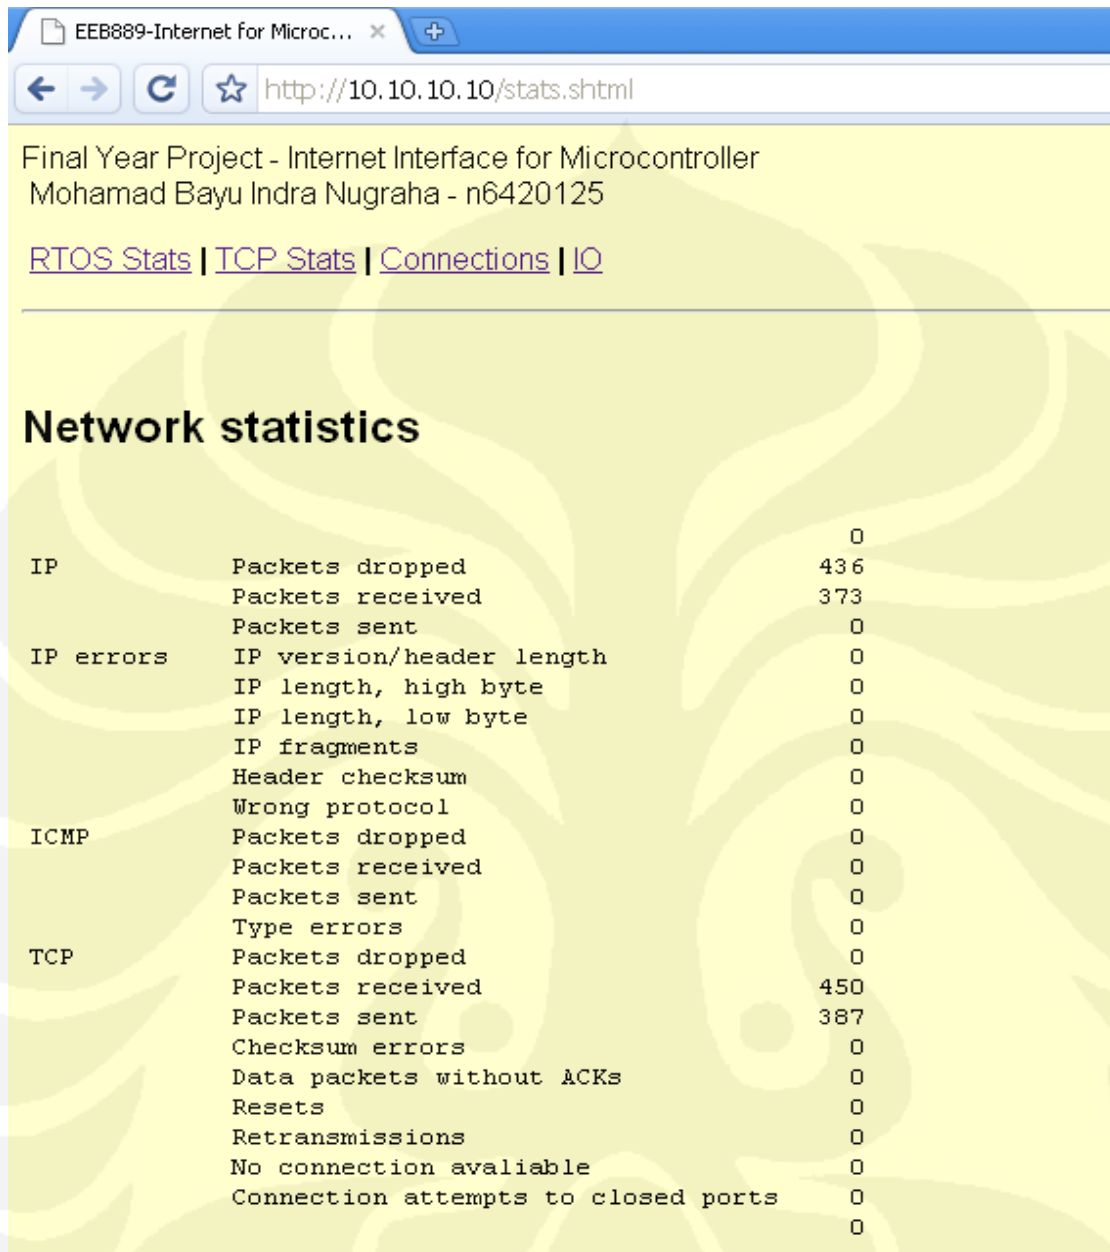 EEB889-Internet for Microc...
http://10.10.10.10/stats.shtml
Final Year Project - Internet Interface for Microcontroller
Mohamad Bayu Indra Nugraha - n6420125
RTOS Stats | TCP Stats | Connections | IO
Network statistics
0
IP Packets dropped 436
Packets received 373
Packets sent 0
IP errors IP version/header length 0
IP length, high byte 0
IP length, low byte 0
IP fragments 0
Header checksum 0
Wrong protocol 0
ICMP Packets dropped 0
Packets received 0
Packets sent 0
Type errors 0
TCP Packets dropped 0
Packets received 450
Packets sent 387
Checksum errors 0
Data packets without ACKs 0
Resets 0
Retransmissions 0
No connection avaliable 0
Connection attempts to closed ports 0
0